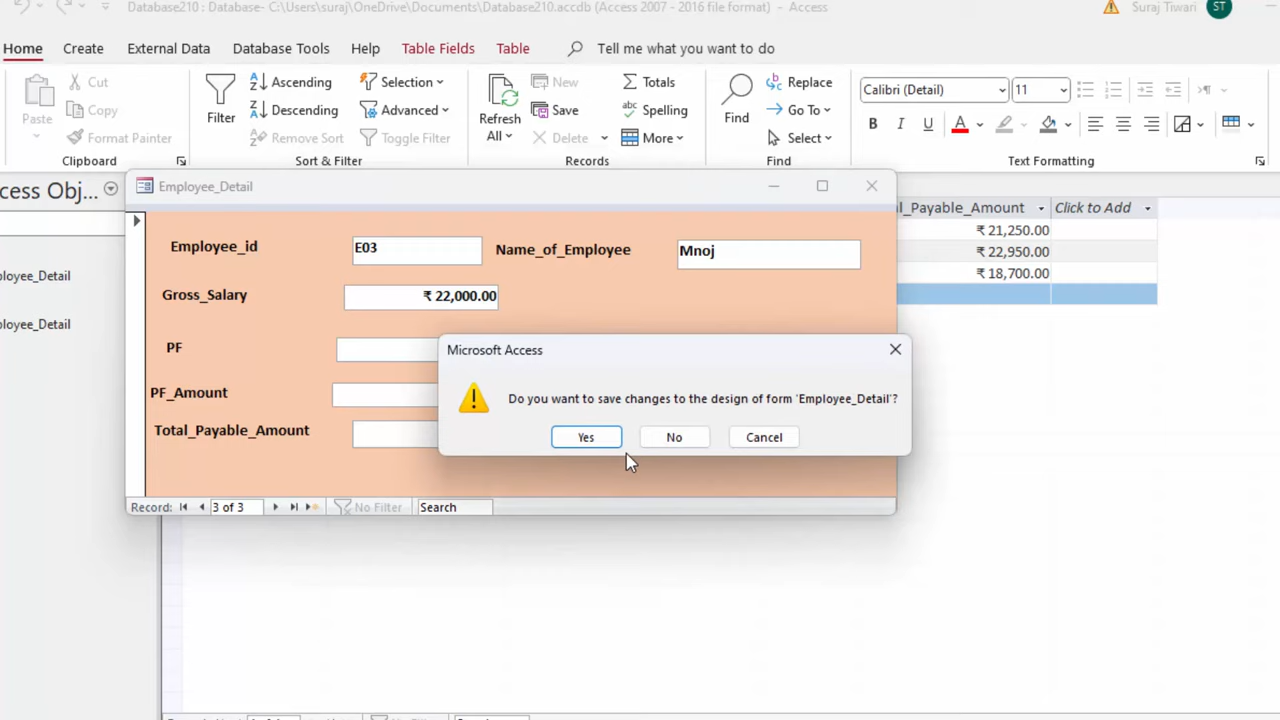 Database210 : Database- C:\Users\suraj\OneDrive\Documents\Database210.accdb (Access 2007 - 2016 file format) - Access
Suraj Tiwari
ST
Home Create External Data Database Tools Help Table Fields Table Tell me what you want to do
Paste
Cut
Copy
Format Painter
Clipboard
Filter
Ascending
Descending
Remove Sort
Selection
Advanced
Toggle Filter
Sort & Filter
Refresh
All
New
Save
Delete
Totals
Spelling
More
Records
Find
Replace
Go To
Select
Find
Calibri (Detail) 11
B I U A
Text Formatting
cess Obj...
ployee_Detail
ployee_Detail
Employee_Detail
Employee_id E03 Name_of_Employee Mnoj
Gross_Salary ₹ 22,000.00
PF
PF_Amount
Total_Payable_Amount
Record: 3 of 3 No Filter Search
l_Payable_Amount Click to Add
₹ 21,250.00
₹ 22,950.00
₹ 18,700.00
Microsoft Access
Do you want to save changes to the design of form 'Employee_Detail'?
Yes No Cancel